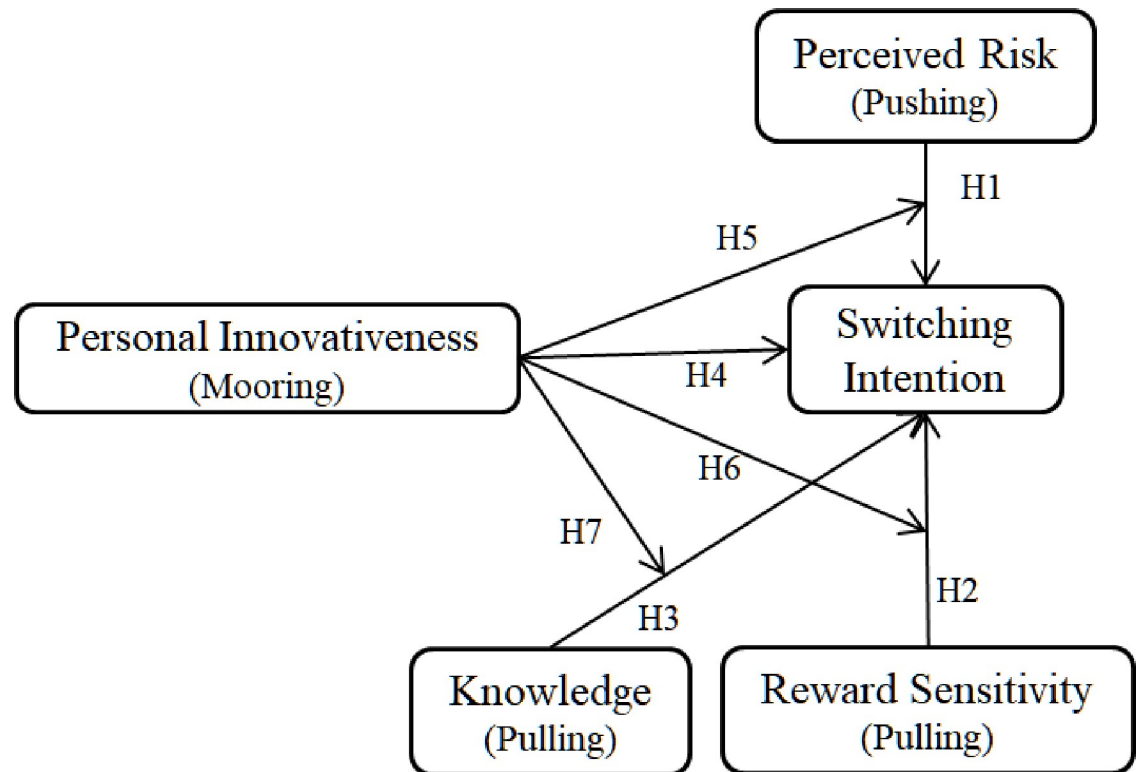 Perceived Risk
(Pushing)
H1
H5
Personal Innovativeness
(Mooring)
Switching
Intention
H4
H6
H7
H2
H3
Knowledge
(Pulling)
Reward Sensitivity
(Pulling)